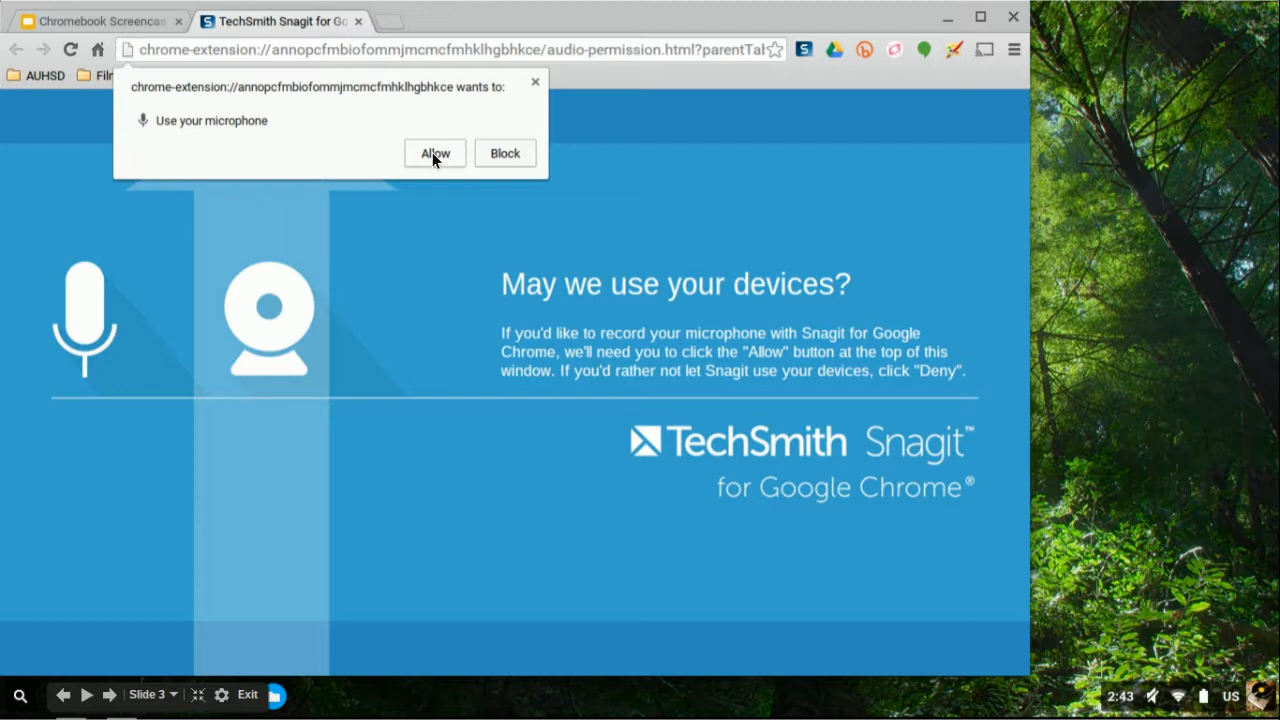 Chromebook Screencas
TechSmith Snagit for Go
chrome-extension://annopcfmbiofommjmcmcfmhklhgbhkce/audio-permission.html?parentTal
AUHSD
Film
chrome-extension://annopcfmbiofommjmcmcfmhklhgbhkce wants to:
Use your microphone
Allow
Block
May we use your devices?
If you'd like to record your microphone with Snagit for Google
Chrome, we'll need you to click the "Allow" button at the top of this
window. If you'd rather not let Snagit use your devices, click "Deny".
TechSmith Snagit™
for Google Chrome®
Slide 3
Exit
2:43
US